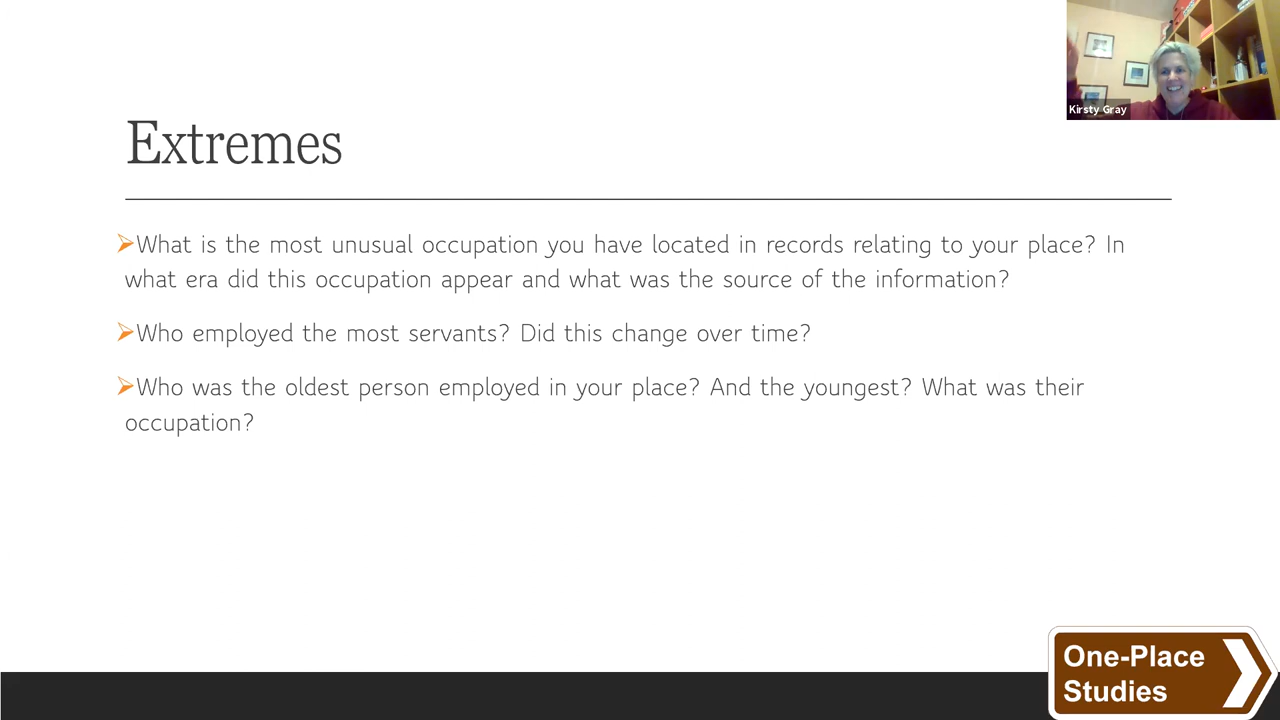 Kirsty Gray
Extremes
What is the most unusual occupation you have located in records relating to your place? In
what era did this occupation appear and what was the source of the information?
Who employed the most servants? Did this change over time?
Who was the oldest person employed in your place? And the youngest? What was their
occupation?
One-Place
Studies